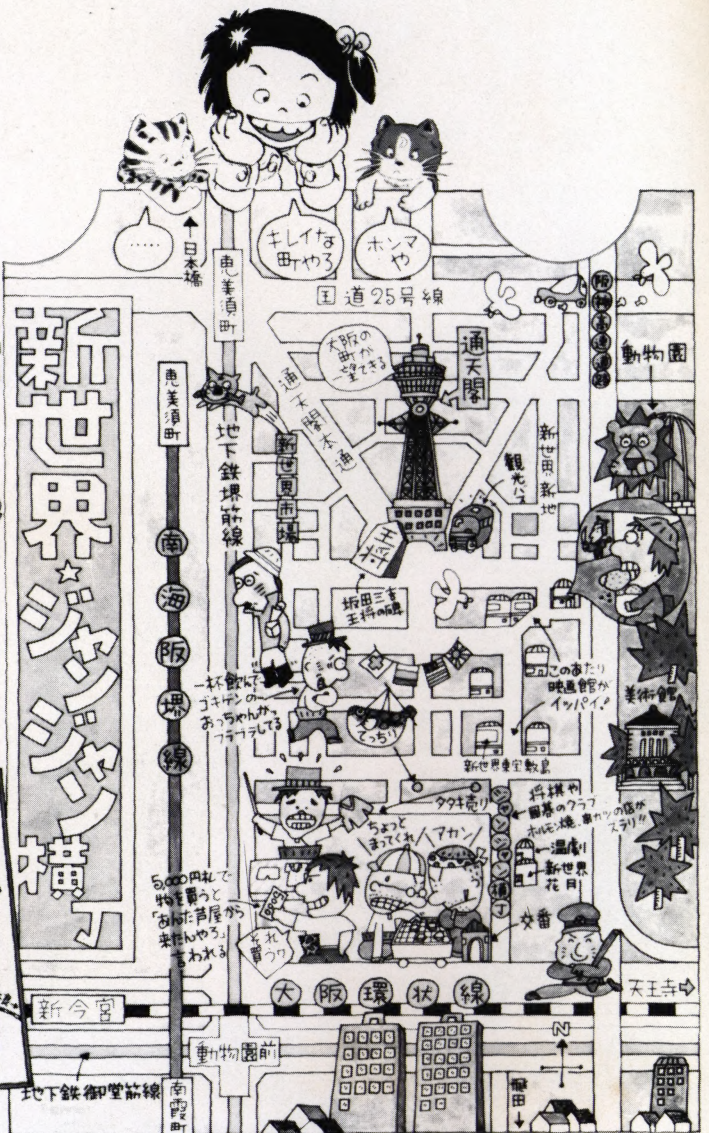 ……
キレイな
町やろ
ホンマ
や
日本橋
恵美須町
国道25号線
阪神高速道路
動物園
新世界☆ジャンジャン横丁
恵美須町
地下鉄堺筋線
通天閣本通
大阪の
町が
一望できる
通天閣
新世界市場
観光バス
新世界新地
王将
坂田三吉
王将の碑
南海阪堺線
一杯飲んで
ゴキゲンの
おっちゃんが
フラフラしてる
てっちり
このあたり
映画館が
イッパイ
新世界東宝敷島
美術館
タタキ売り
ジャンジャン横丁
将棋や
囲碁のクラブ
ホルモン焼、串カツの店が
ズラリ!!
温劇
新世界
花月
ちょっと
まってくれ
アカン
5,000円札で
物を買うと
「あんた芦屋から
来たんやろ」
言われる
5000
それ
買うワ
交番
大阪環状線
新今宮
天王寺
動物園前
N
飛田
地下鉄御堂筋線
南霞町